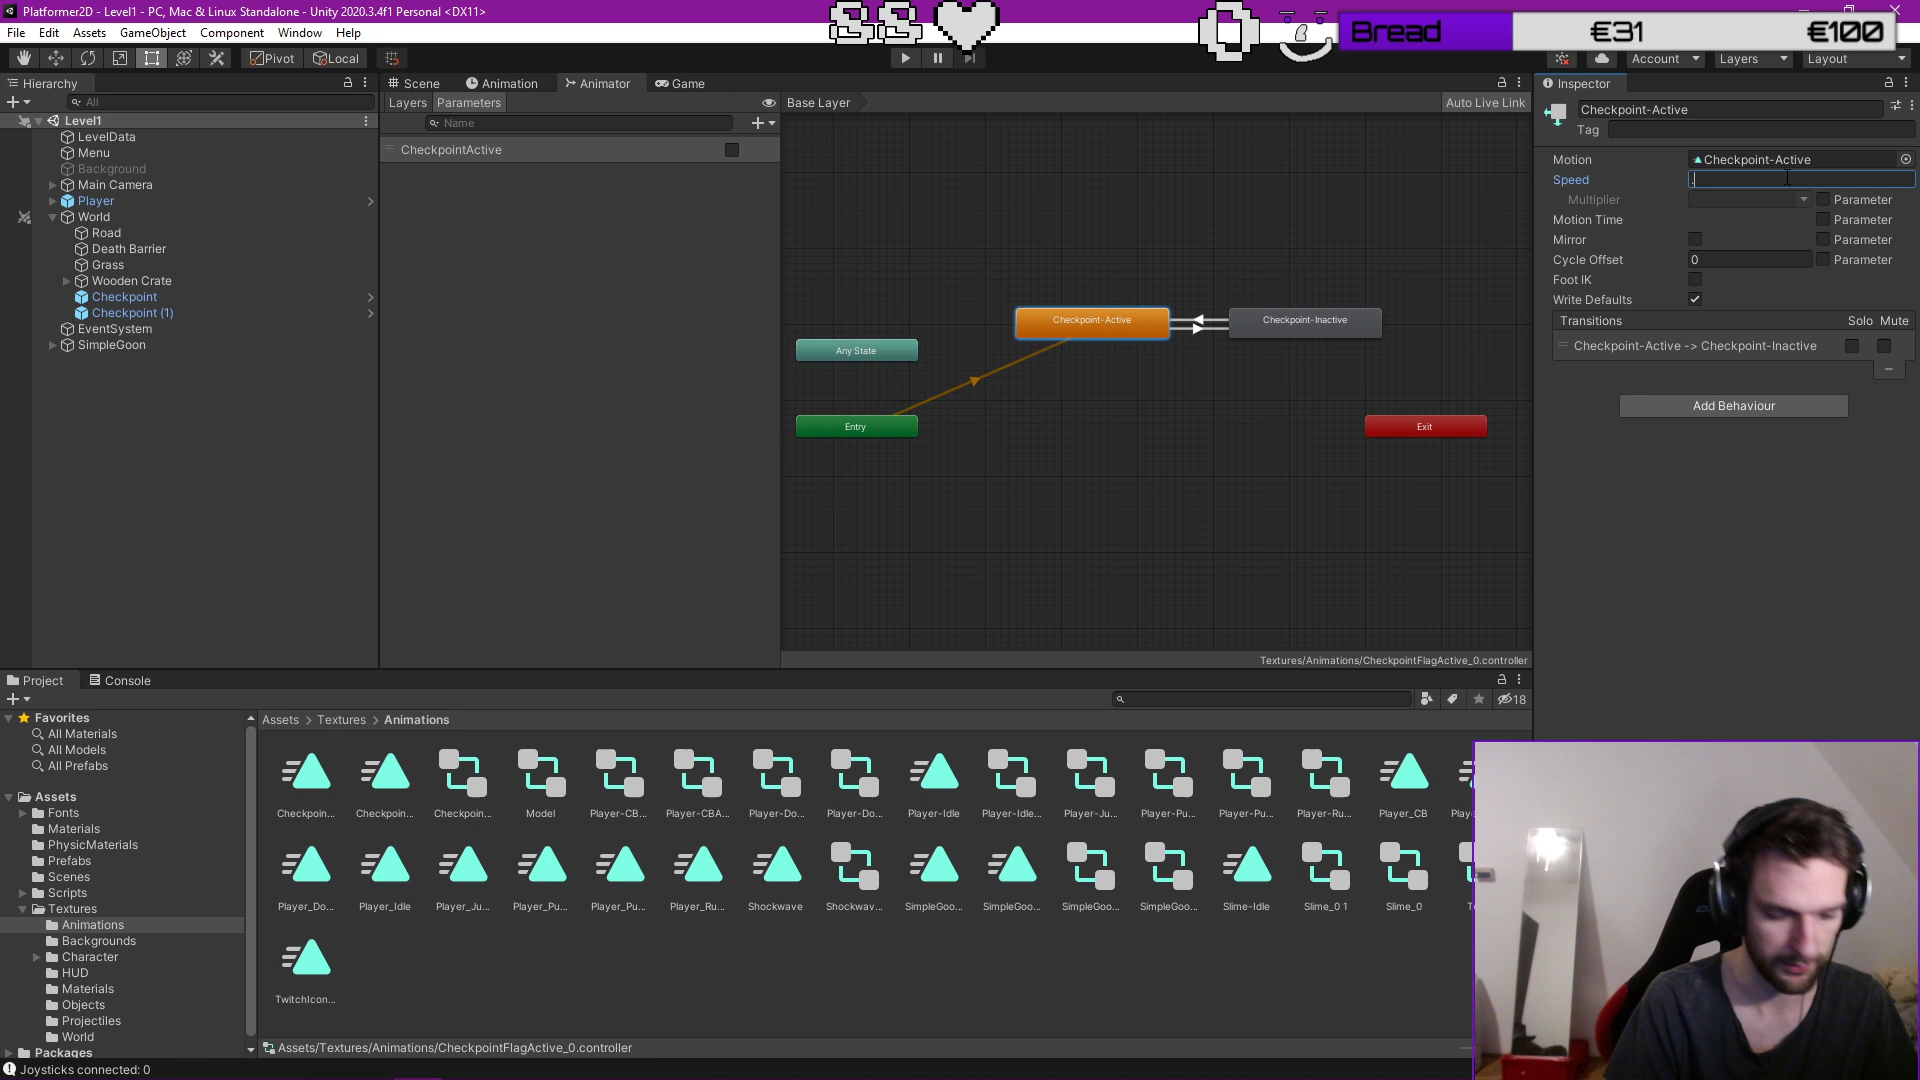 Platformer2D - Level1 - PC, Mac & Linux Standalone - Unity 2020.3.4f1 Personal <DX11>
File Edit Assets GameObject Component Window Help
Bread €31 €100
Pivot Local
Account Layers Layout
Hierarchy
All
Level1
LevelData
Menu
Background
Main Camera
Player
World
Road
Death Barrier
Grass
Wooden Crate
Checkpoint
Checkpoint (1)
EventSystem
SimpleGoon
Scene Animation Animator Game
Layers Parameters
Name
CheckpointActive
Base Layer
Auto Live Link
Checkpoint-Active
Checkpoint-Inactive
Any State
Entry
Exit
Textures/Animations/CheckpointFlagActive_0.controller
Inspector
Checkpoint-Active
Tag
Motion Checkpoint-Active
Speed .
Multiplier Parameter
Motion Time Parameter
Mirror Parameter
Cycle Offset 0 Parameter
Foot IK
Write Defaults
Transitions Solo Mute
Checkpoint-Active -> Checkpoint-Inactive
Add Behaviour
Project Console
18
Favorites
All Materials
All Models
All Prefabs
Assets
Fonts
Materials
PhysicMaterials
Prefabs
Scenes
Scripts
Textures
Animations
Backgrounds
Character
HUD
Materials
Objects
Projectiles
World
Packages
Assets > Textures > Animations
Checkpoin... Checkpoin... Checkpoin... Model Player-CB... Player-CBA... Player-Do... Player-Do... Player-Idle Player-Idle... Player-Ju... Player-Pu... Player-Pu... Player-Ru... Player_CB
Player_Do... Player_Idle Player_Ju... Player_Pu... Player_Pu... Player_Ru... Shockwave Shockwav... SimpleGoo... SimpleGoo... SimpleGoo... SimpleGoo... Slime-Idle Slime_0 1 Slime_0
TwitchIcon...
Assets/Textures/Animations/CheckpointFlagActive_0.controller
Joysticks connected: 0